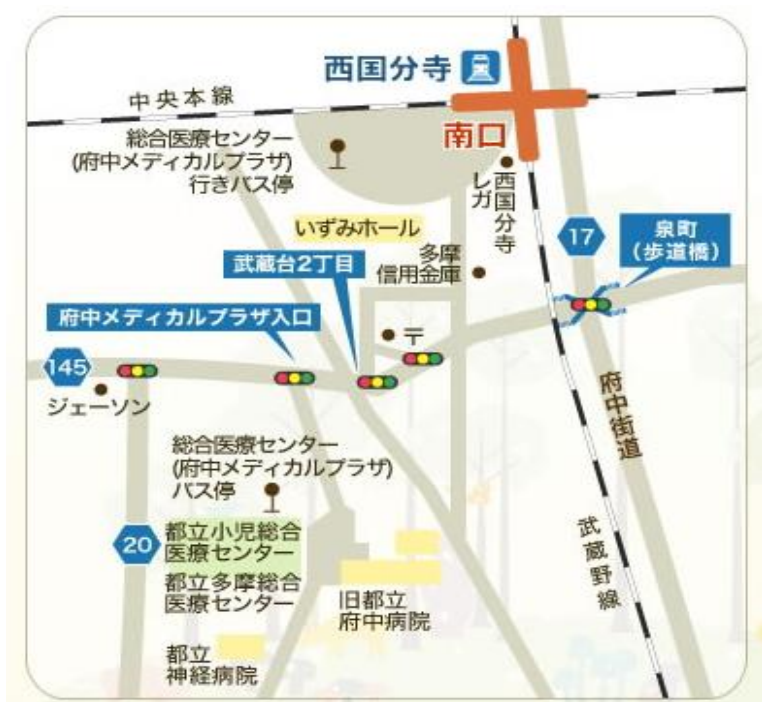 西国分寺
中央本線
南口
総合医療センター
(府中メディカルプラザ)
行きバス停
西国分寺
レガ
いずみホール
17
泉町
(歩道橋)
武蔵台2丁目
多摩
信用金庫
府中メディカルプラザ入口
〒
145
ジェーソン
府中街道
総合医療センター
(府中メディカルプラザ)
バス停
武蔵野線
20
都立小児総合
医療センター
都立多摩総合
医療センター
旧都立
府中病院
都立
神経病院